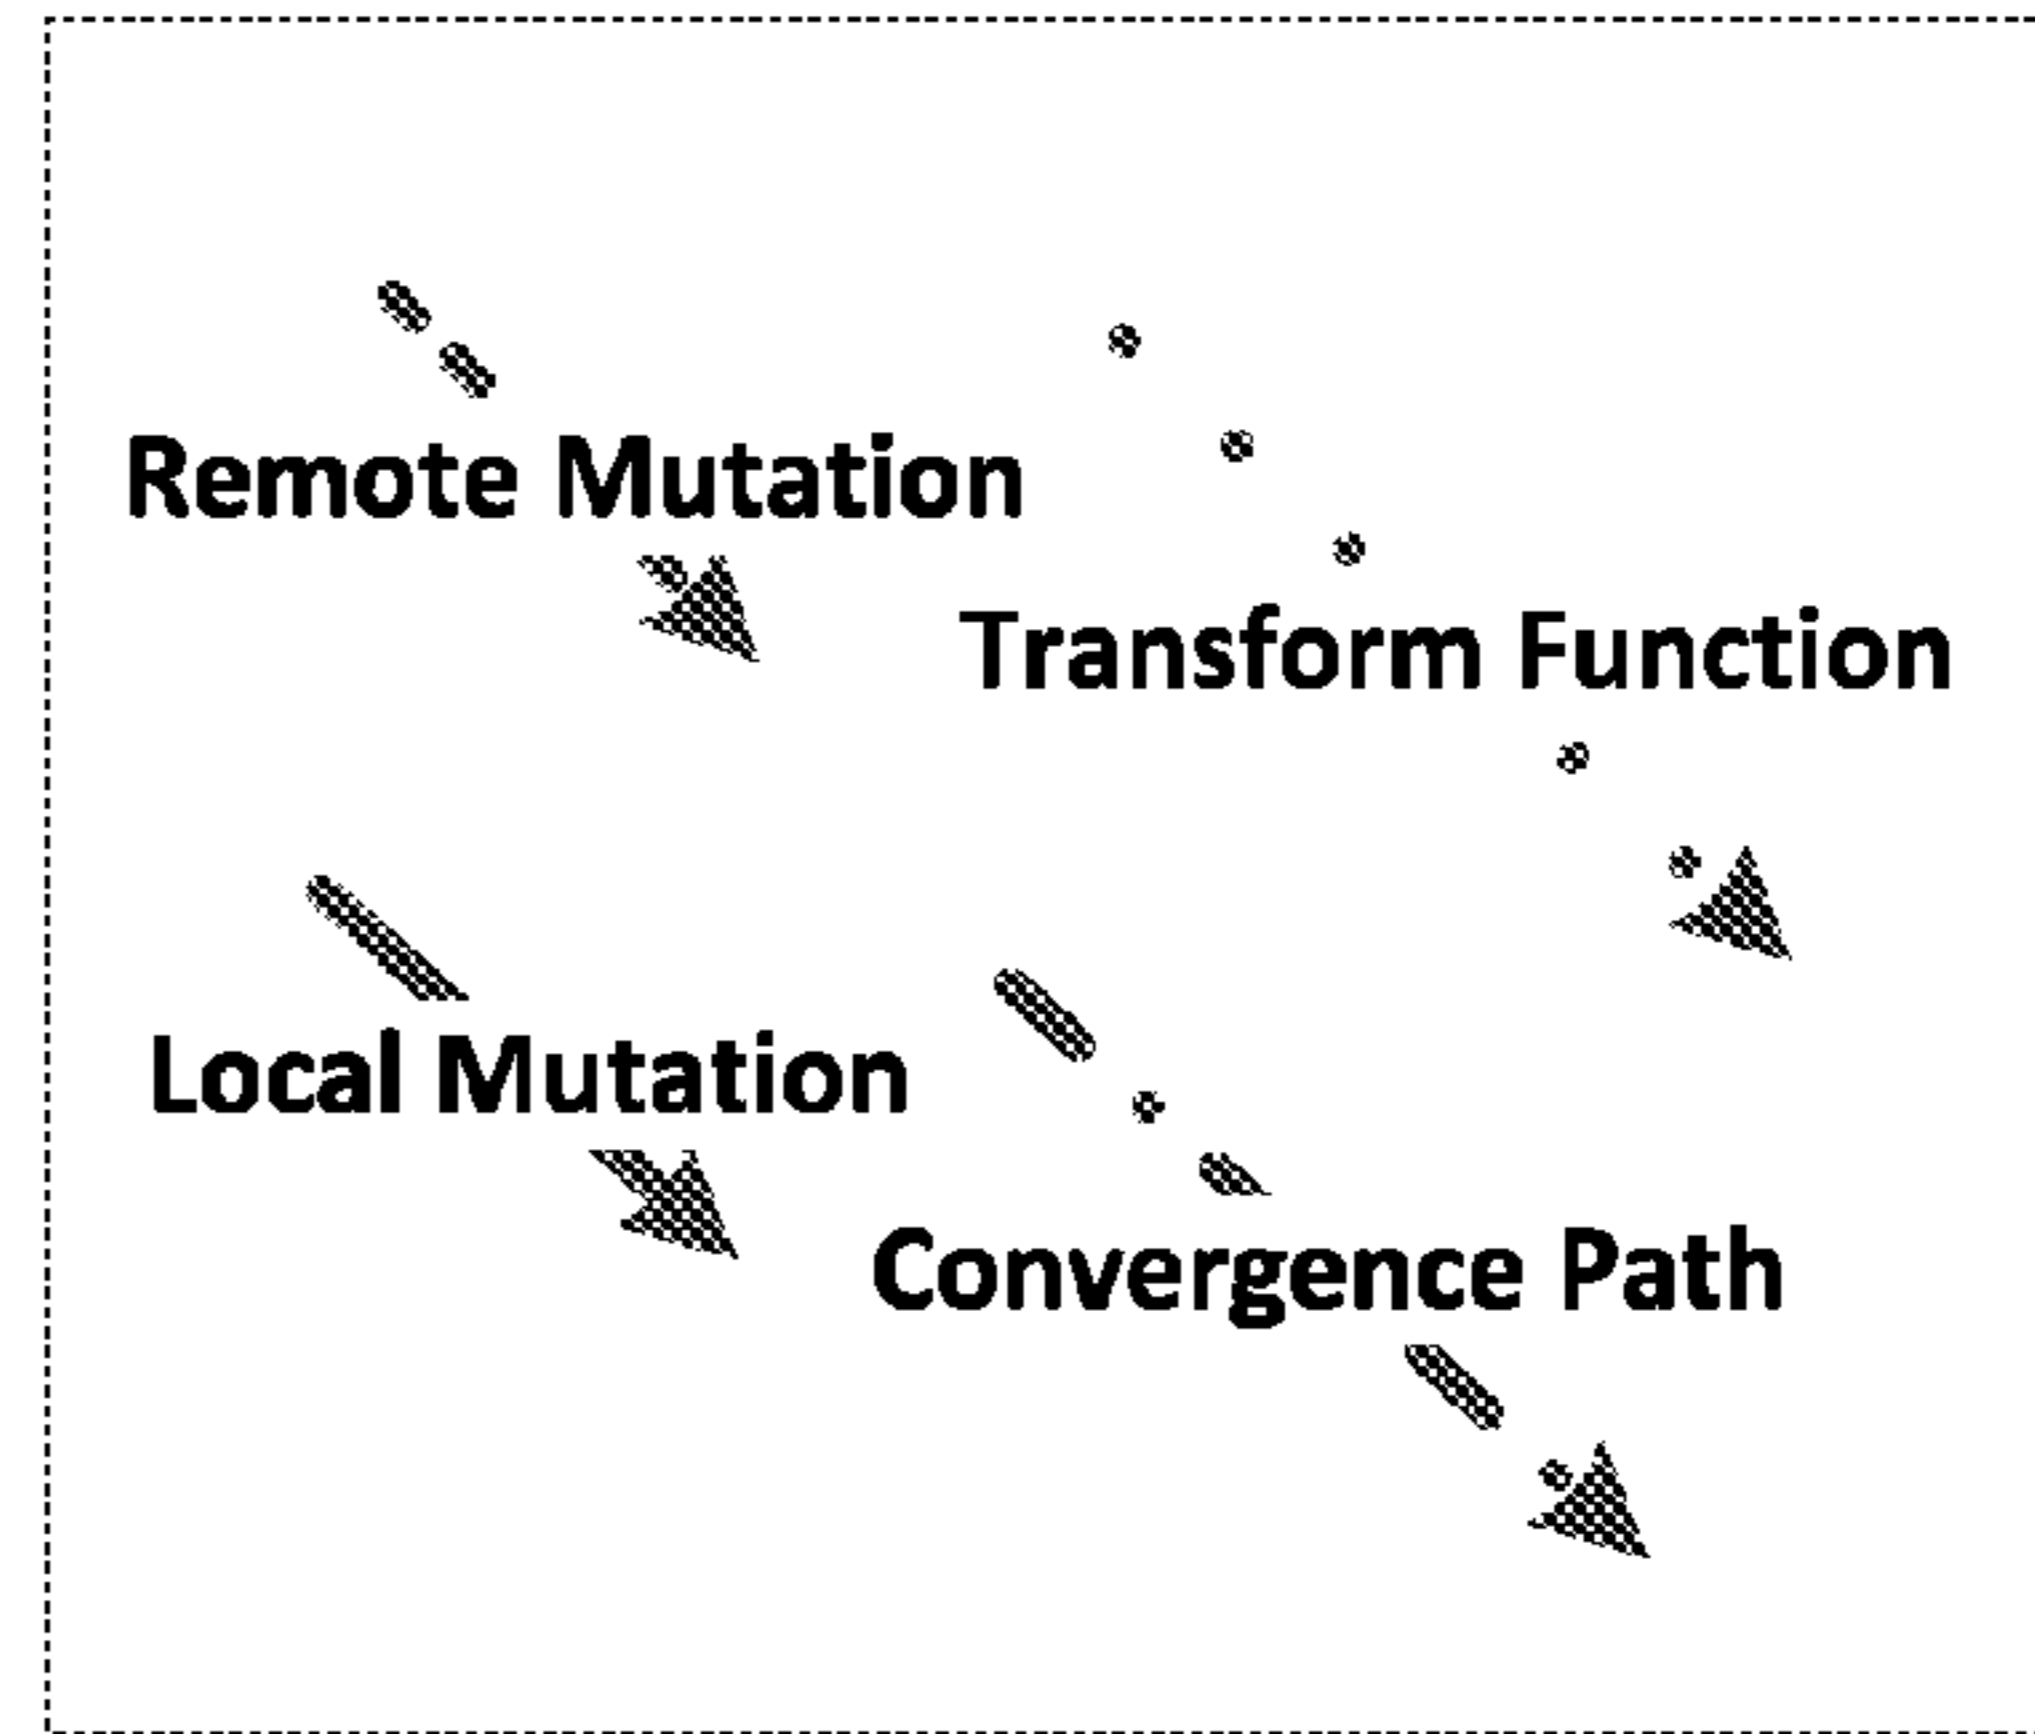 Remote Mutation
Transform Function
Local Mutation
Convergence Path